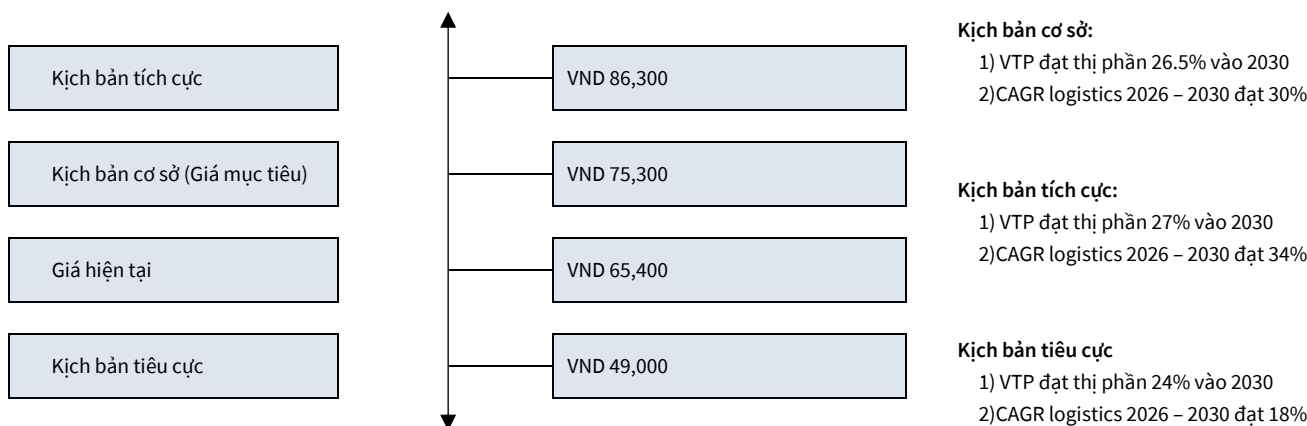 Kịch bản tích cực
VND 86,300
Kịch bản cơ sở (Giá mục tiêu)
VND 75,300
Giá hiện tại
VND 65,400
Kịch bản tiêu cực
VND 49,000
Kịch bản cơ sở:
1) VTP đạt thị phần 26.5% vào 2030
2)CAGR logistics 2026 – 2030 đạt 30%
Kịch bản tích cực:
1) VTP đạt thị phần 27% vào 2030
2)CAGR logistics 2026 – 2030 đạt 34%
Kịch bản tiêu cực
1) VTP đạt thị phần 24% vào 2030
2)CAGR logistics 2026 – 2030 đạt 18%